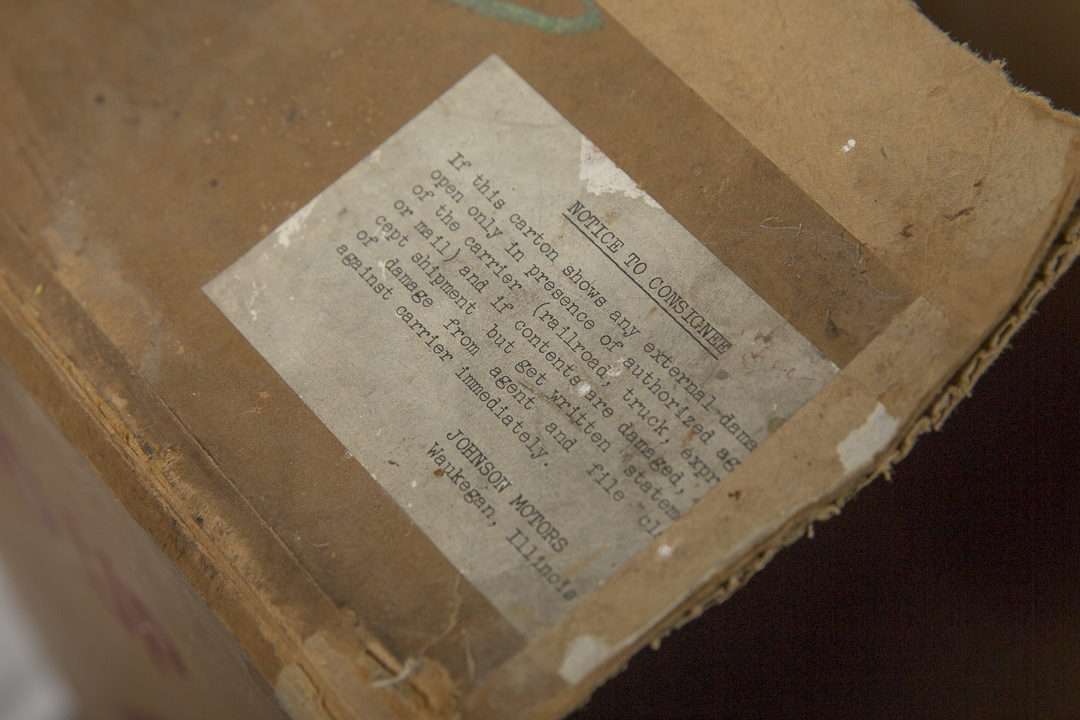 NOTICE TO CONSIGNEE
If this carton shows any external dama
open only in presence of authorized ag
of the carrier (railroad, truck, expr
or mail) and if contents are damaged,
cept shipment but get written statem
of damage from agent and file cla
against carrier immediately.
JOHNSON MOTORS
Waukegan, Illinois